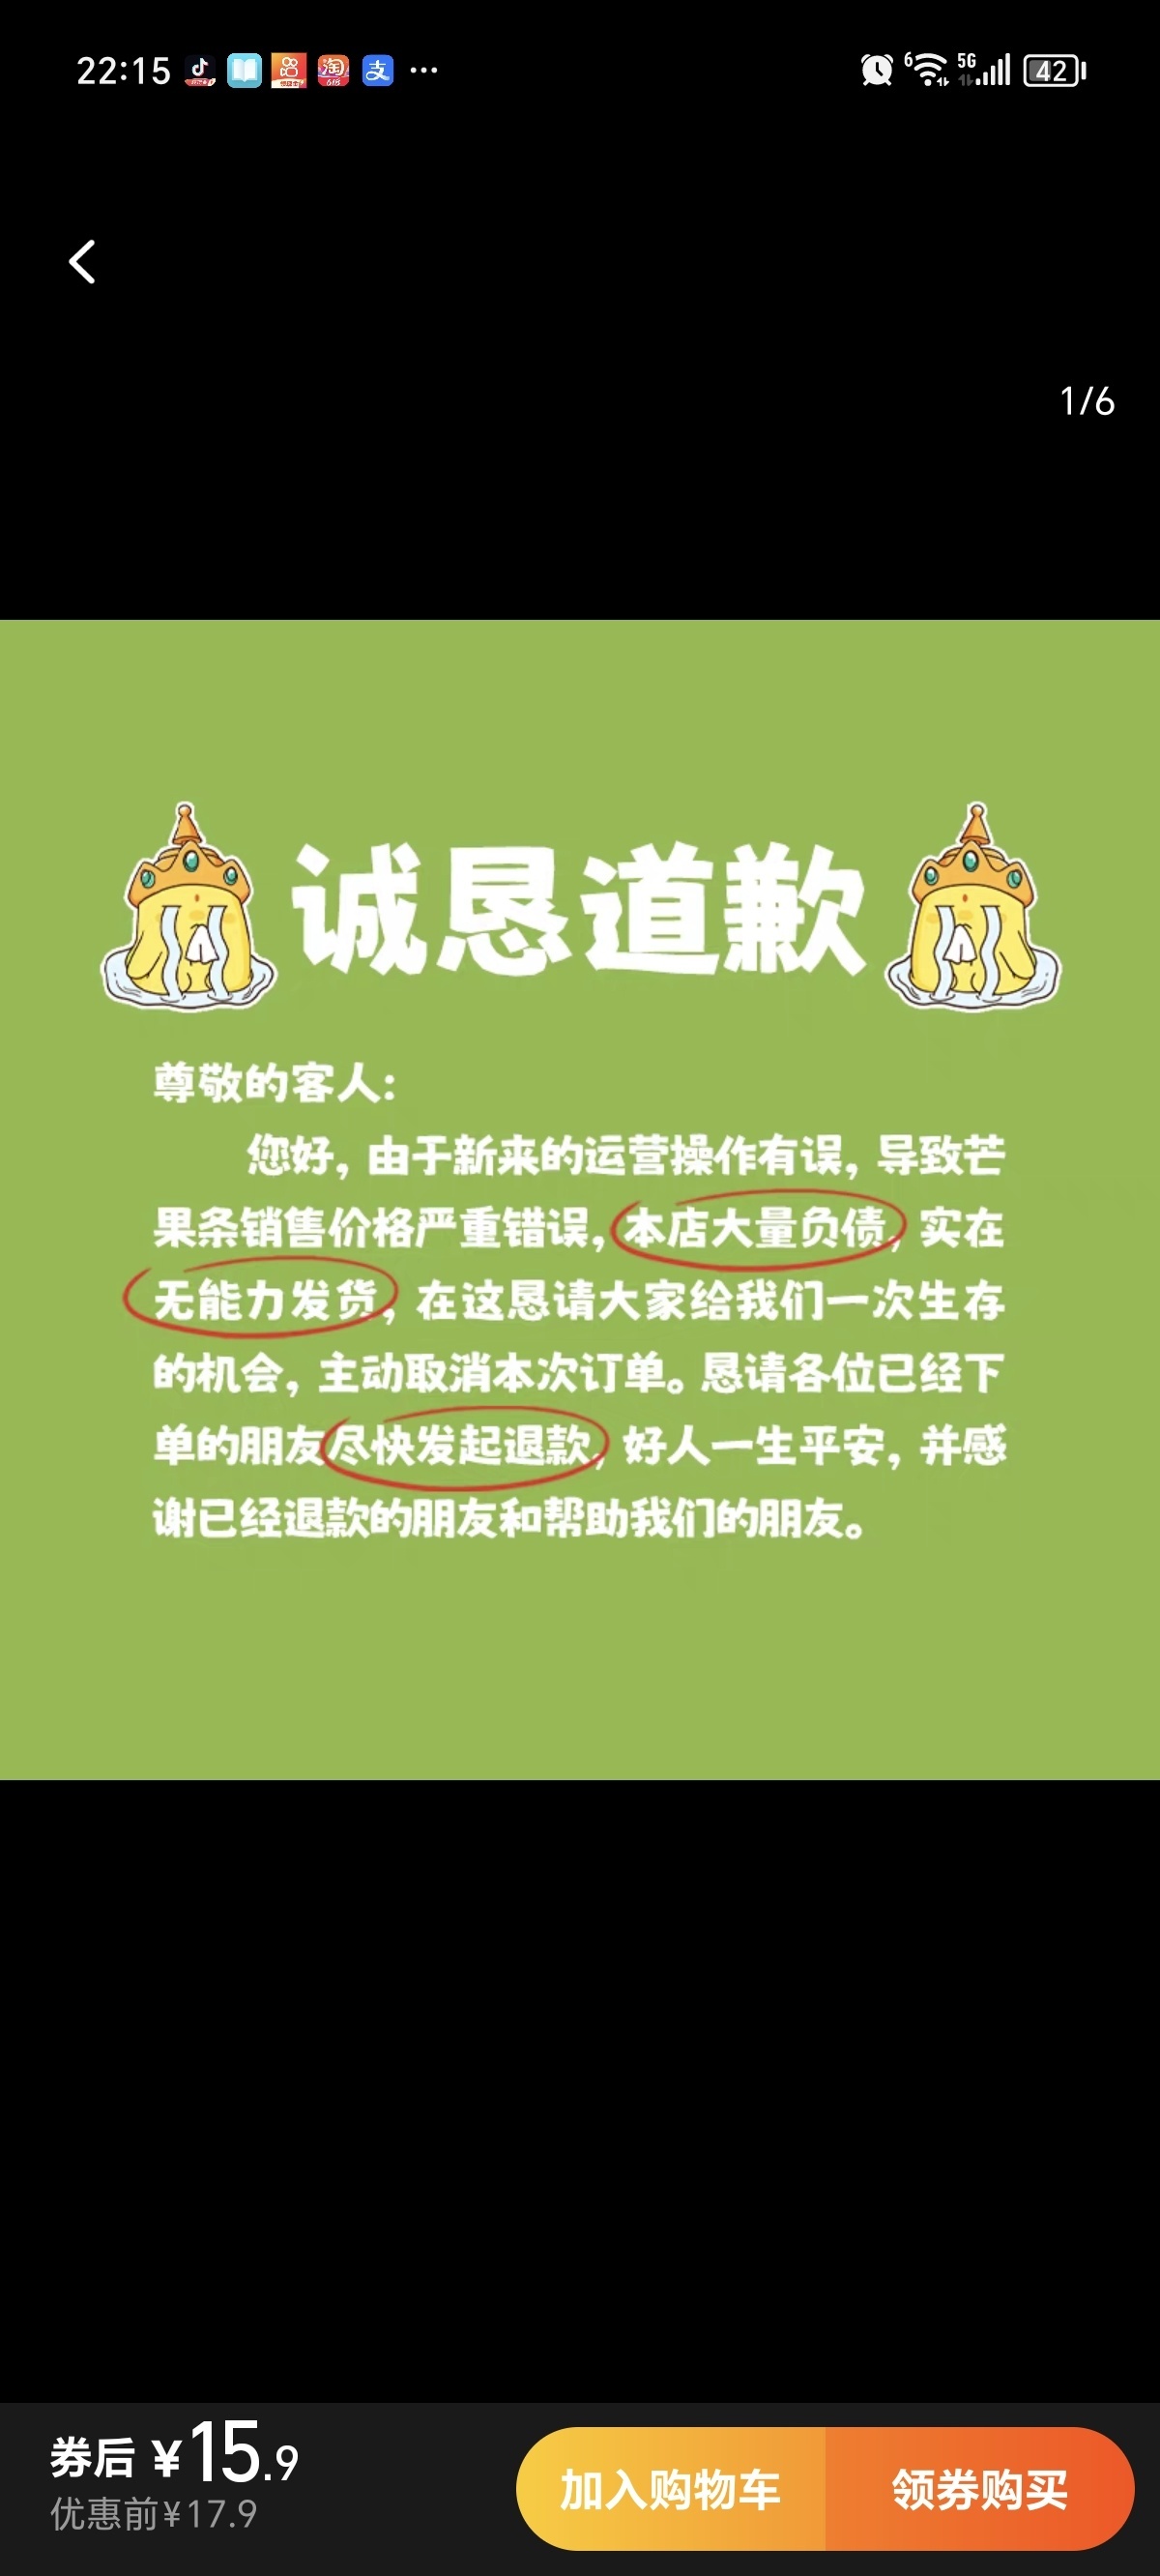 22:15 ··· 6 5G 42
1/6
诚恳道歉
尊敬的客人:
您好,由于新来的运营操作有误,导致芒
果条销售价格严重错误,本店大量负债,实在
无能力发货,在这恳请大家给我们一次生存
的机会,主动取消本次订单。恳请各位已经下
单的朋友尽快发起退款,好人一生平安,并感
谢已经退款的朋友和帮助我们的朋友。
券后 ¥15.9
优惠前¥17.9
加入购物车
领券购买